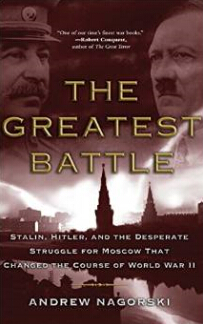 "One of our time's finest war books."
—Robert Conquest,
author of The Great Terror
THE
GREATEST
BATTLE
STALIN, HITLER, AND THE DESPERATE
STRUGGLE FOR MOSCOW THAT
CHANGED THE COURSE OF WORLD WAR II
ANDREW NAGORSKI